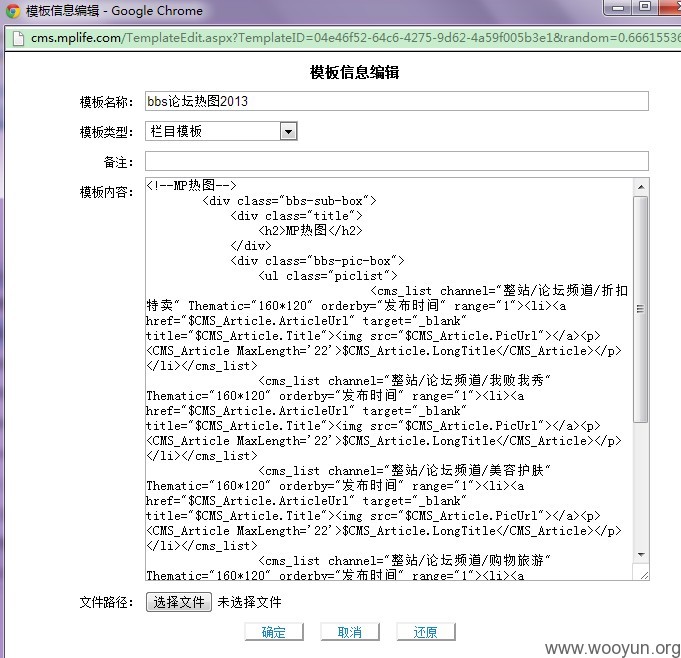 模板信息编辑 - Google Chrome
cms.mplife.com/TemplateEdit.aspx?TemplateID=04e46f52-64c6-4275-9d62-4a59f005b3e1&random=0.6661553
模板信息编辑
模板名称： bbs论坛热图2013
模板类型： 栏目模板
备注：
模板内容： <!--MP热图-->
<div class="bbs-sub-box">
<div class="title">
<h2>MP热图</h2>
</div>
<div class="bbs-pic-box">
<ul class="piclist">
<cms_list channel="整站/论坛频道/折扣
特卖" Thematic="160*120" orderby="发布时间" range="1"><li><a
href="$CMS_Article.ArticleUrl" target="_blank"
title="$CMS_Article.Title"><img src="$CMS_Article.PicUrl"></a><p>
<CMS_Article MaxLength='22'>$CMS_Article.LongTitle</CMS_Article></p>
</li></cms_list>
<cms_list channel="整站/论坛频道/我败我秀"
Thematic="160*120" orderby="发布时间" range="1"><li><a
href="$CMS_Article.ArticleUrl" target="_blank"
title="$CMS_Article.Title"><img src="$CMS_Article.PicUrl"></a><p>
<CMS_Article MaxLength='22'>$CMS_Article.LongTitle</CMS_Article></p>
</li></cms_list>
<cms_list channel="整站/论坛频道/美容护肤"
Thematic="160*120" orderby="发布时间" range="1"><li><a
href="$CMS_Article.ArticleUrl" target="_blank"
title="$CMS_Article.Title"><img src="$CMS_Article.PicUrl"></a><p>
<CMS_Article MaxLength='22'>$CMS_Article.LongTitle</CMS_Article></p>
</li></cms_list>
<cms_list channel="整站/论坛频道/购物旅游"
Thematic="160*120" orderby="发布时间" range="1"><li><a
文件路径： 选择文件 未选择文件
确定 取消 还原
www.wooyun.org